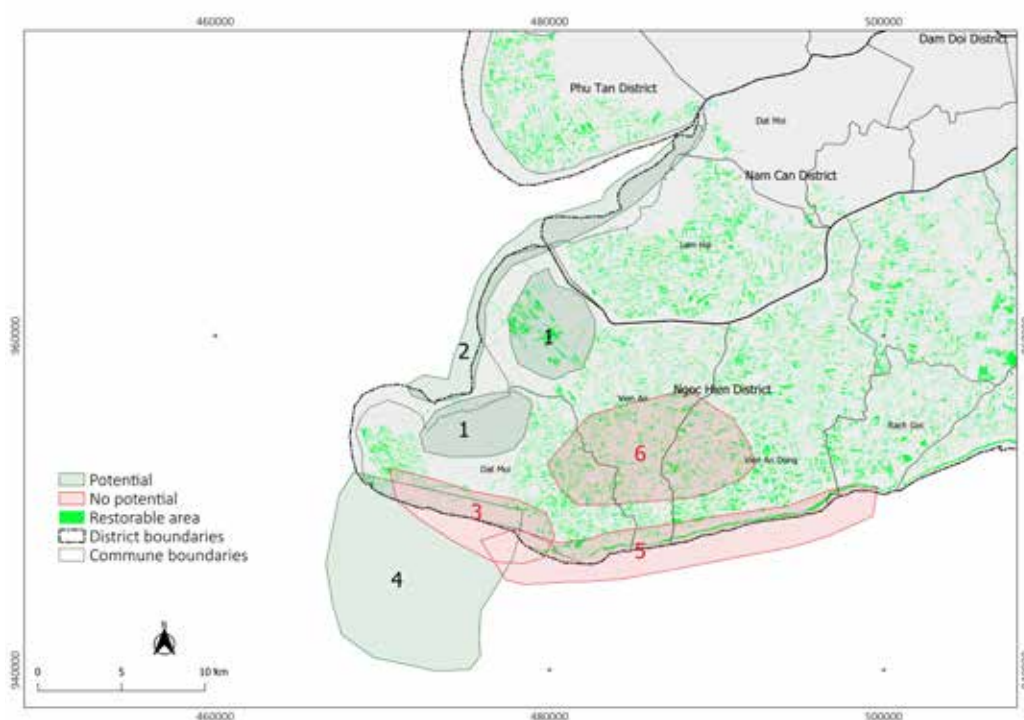 460000
480000
500000
Dam Doi District
Phu Tan District
Dat Moi
Nam Can District
Lam Hai
960000
1
2
Ngoc Hien District
Vien An
1
Rach Goc
6
Vien An Dong
Dat Mui
Potential
No potential
Restorable area
District boundaries
Commune boundaries
3
5
4
N
0 5 10 km
940000
460000
480000
500000